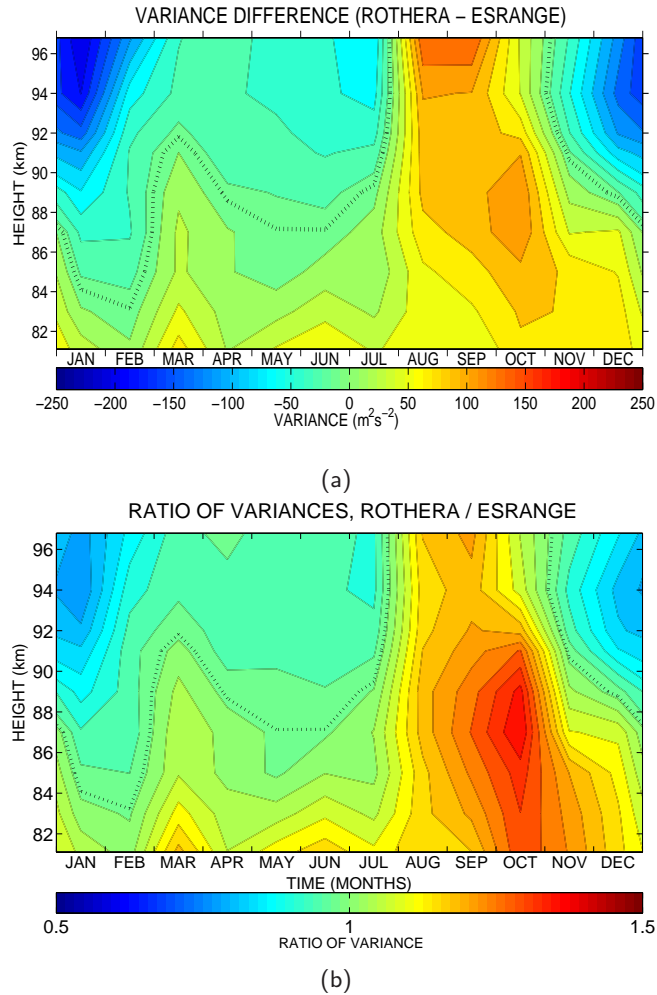 VARIANCE DIFFERENCE (ROTHERA − ESRANGE)
96
94
92
90
88
86
84
82
HEIGHT (km)
JAN FEB MAR APR MAY JUN JUL AUG SEP OCT NOV DEC
−250 −200 −150 −100 −50 0 50 100 150 200 250
VARIANCE (m²s⁻²)
(a)
RATIO OF VARIANCES, ROTHERA / ESRANGE
96
94
92
90
88
86
84
82
HEIGHT (km)
JAN FEB MAR APR MAY JUN JUL AUG SEP OCT NOV DEC
TIME (MONTHS)
0.5 1 1.5
RATIO OF VARIANCE
(b)